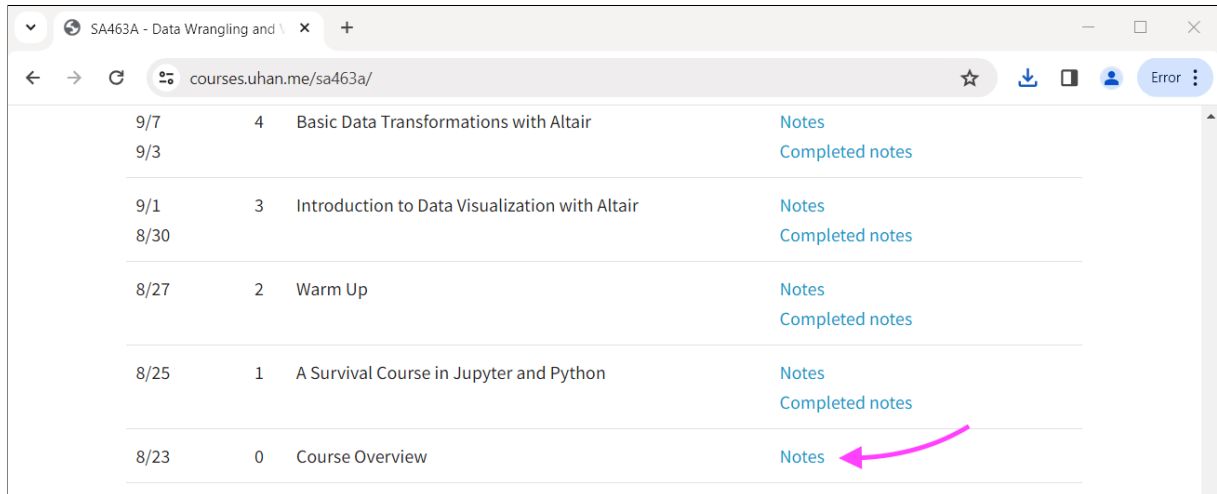 SA463A - Data Wrangling and
courses.uhan.me/sa463a/
Error
9/7 4 Basic Data Transformations with Altair Notes
9/3 Completed notes
9/1 3 Introduction to Data Visualization with Altair Notes
8/30 Completed notes
8/27 2 Warm Up Notes
Completed notes
8/25 1 A Survival Course in Jupyter and Python Notes
Completed notes
8/23 0 Course Overview Notes